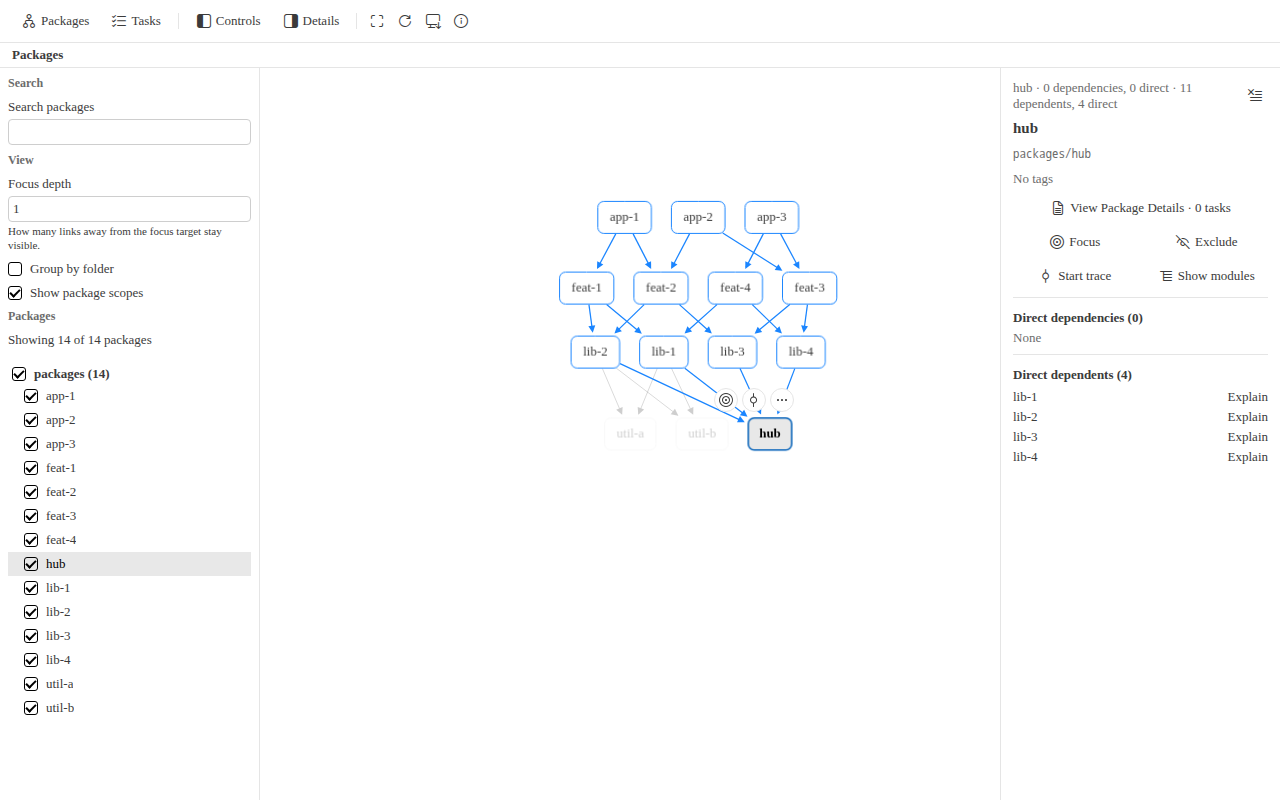 Packages
Tasks
Controls
Details
Packages
Search
Search packages
View
Focus depth
1
How many links away from the focus target stay
visible.
Group by folder
Show package scopes
Packages
Showing 14 of 14 packages
packages (14)
app-1
app-2
app-3
feat-1
feat-2
feat-3
feat-4
hub
lib-1
lib-2
lib-3
lib-4
util-a
util-b
app-1
app-2
app-3
feat-1
feat-2
feat-4
feat-3
lib-2
lib-1
lib-3
lib-4
util-a
util-b
hub
hub · 0 dependencies, 0 direct · 11
dependents, 4 direct
hub
packages/hub
No tags
View Package Details · 0 tasks
Focus
Exclude
Start trace
Show modules
Direct dependencies (0)
None
Direct dependents (4)
lib-1 Explain
lib-2 Explain
lib-3 Explain
lib-4 Explain